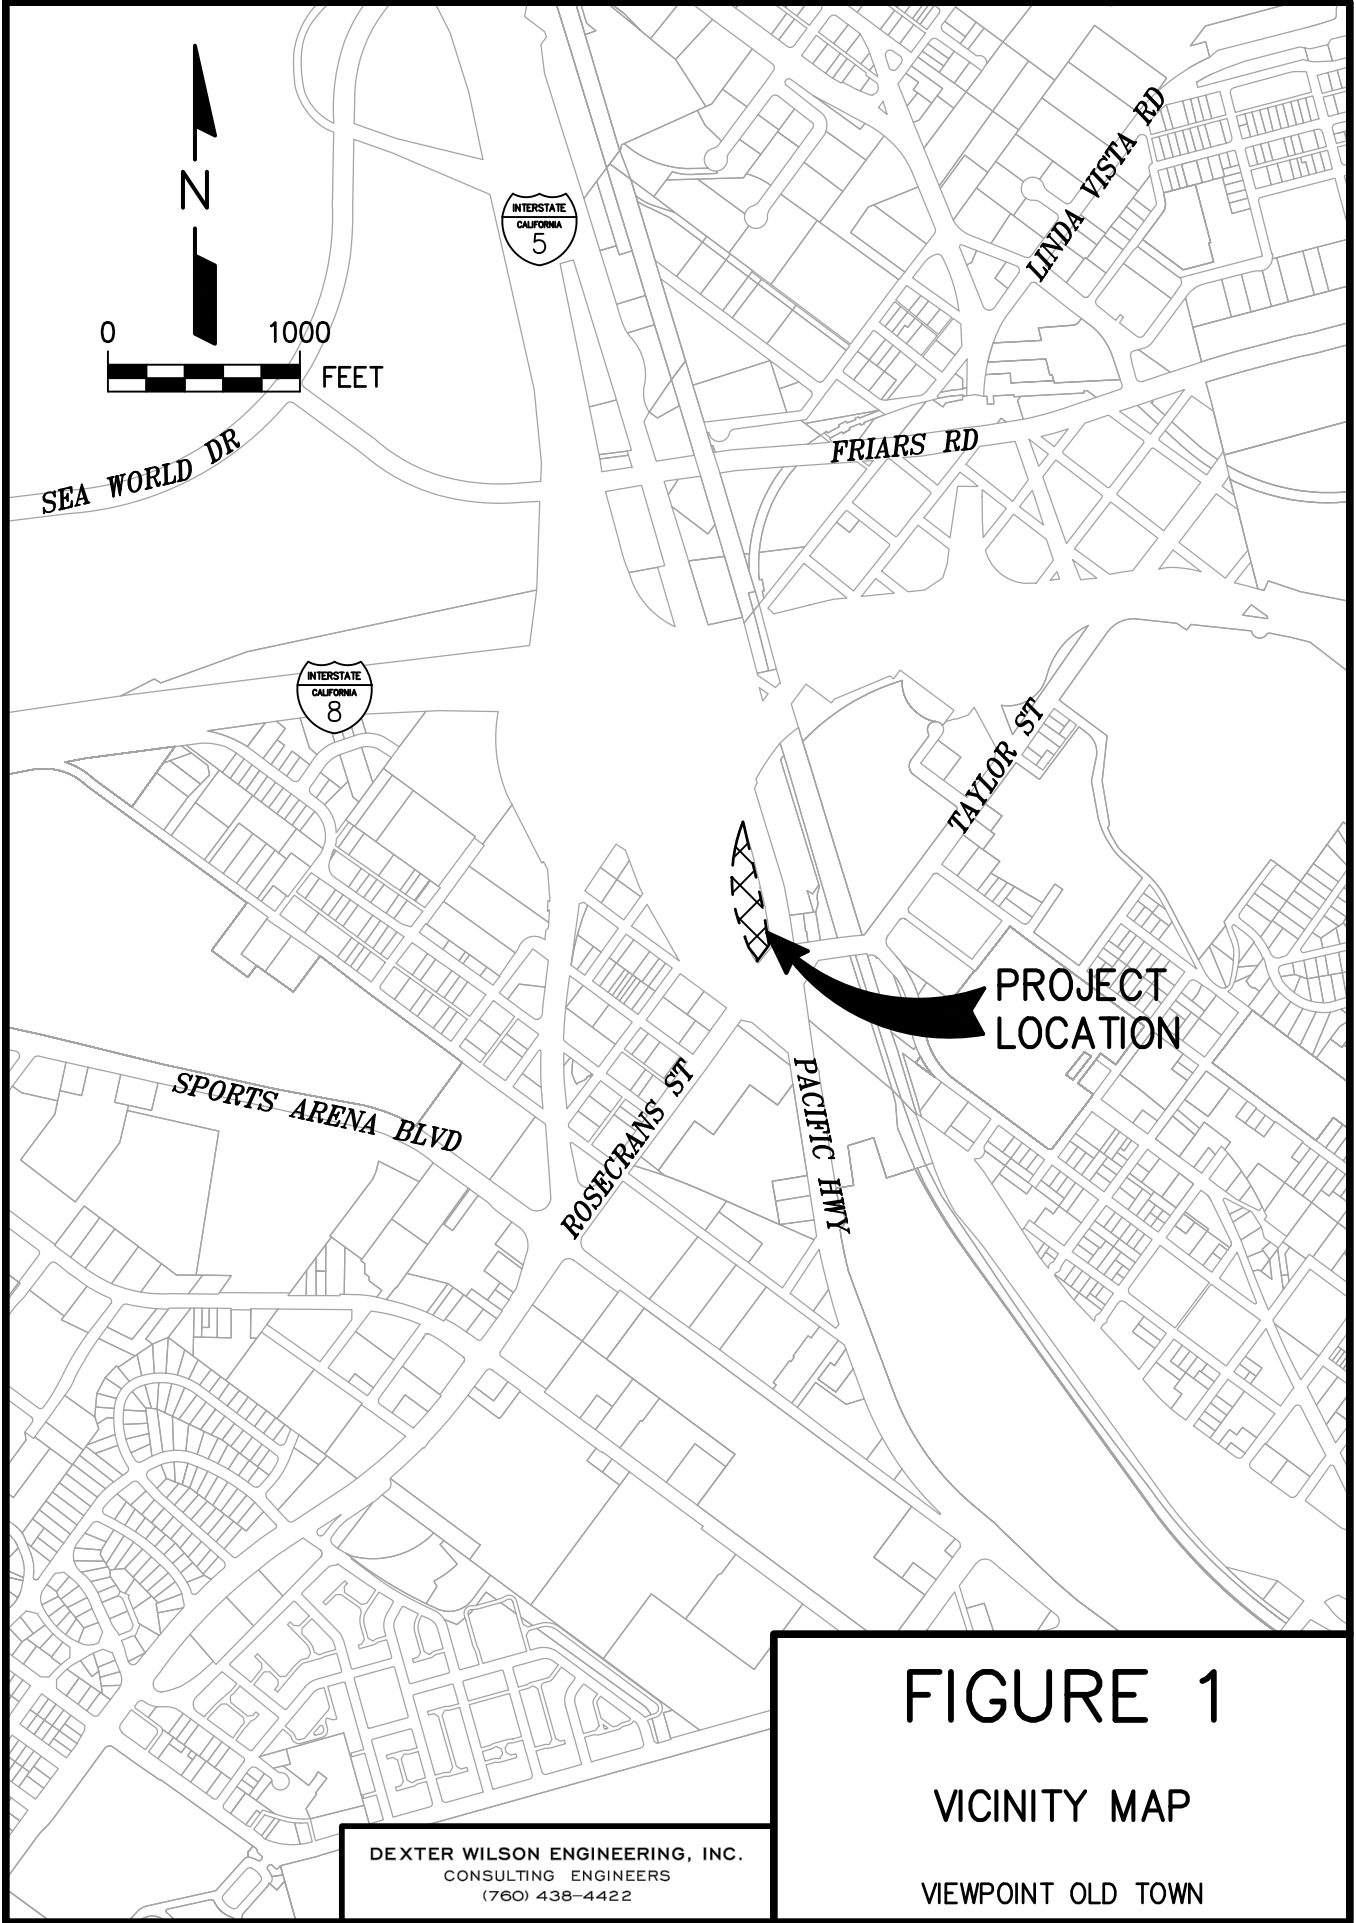 LINDA VISTA RD
N
INTERSTATE
CALIFORNIA
5
0 1000
FEET
FRIARS RD
SEA WORLD DR
INTERSTATE
CALIFORNIA
8
TAYLOR ST
PROJECT
LOCATION
SPORTS ARENA BLVD
ROSECRANS ST
PACIFIC HWY
FIGURE 1
VICINITY MAP
VIEWPOINT OLD TOWN
DEXTER WILSON ENGINEERING, INC.
CONSULTING ENGINEERS
(760) 438-4422